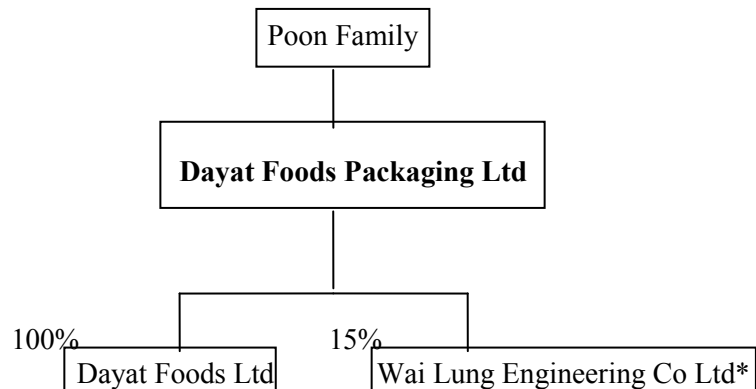 Poon Family
Dayat Foods Packaging Ltd
100% 15%
Dayat Foods Ltd Wai Lung Engineering Co Ltd*